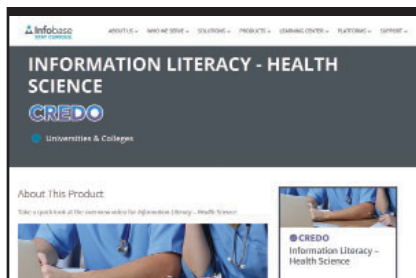 Infobase
STAY CURIOUS.
ABOUT US
WHO WE SERVE
SOLUTIONS
PRODUCTS
LEARNING CENTER
PLATFORMS
SUPPORT
INFORMATION LITERACY - HEALTH
SCIENCE
CREDO
Universities & Colleges
About This Product
Take a quick look at the overview video for Information Literacy – Health Science
CREDO
Information Literacy –
Health Science